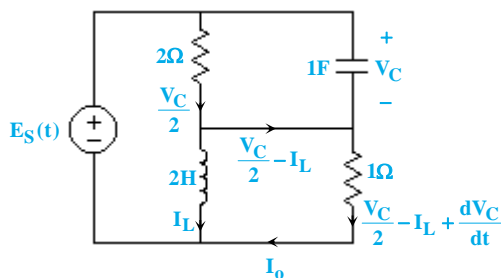 +
2Ω
1F
V_C
−
V_C/2
E_S(t)
+
−
V_C/2 − I_L
2H
1Ω
I_L
V_C/2 − I_L + dV_C/dt
I_o